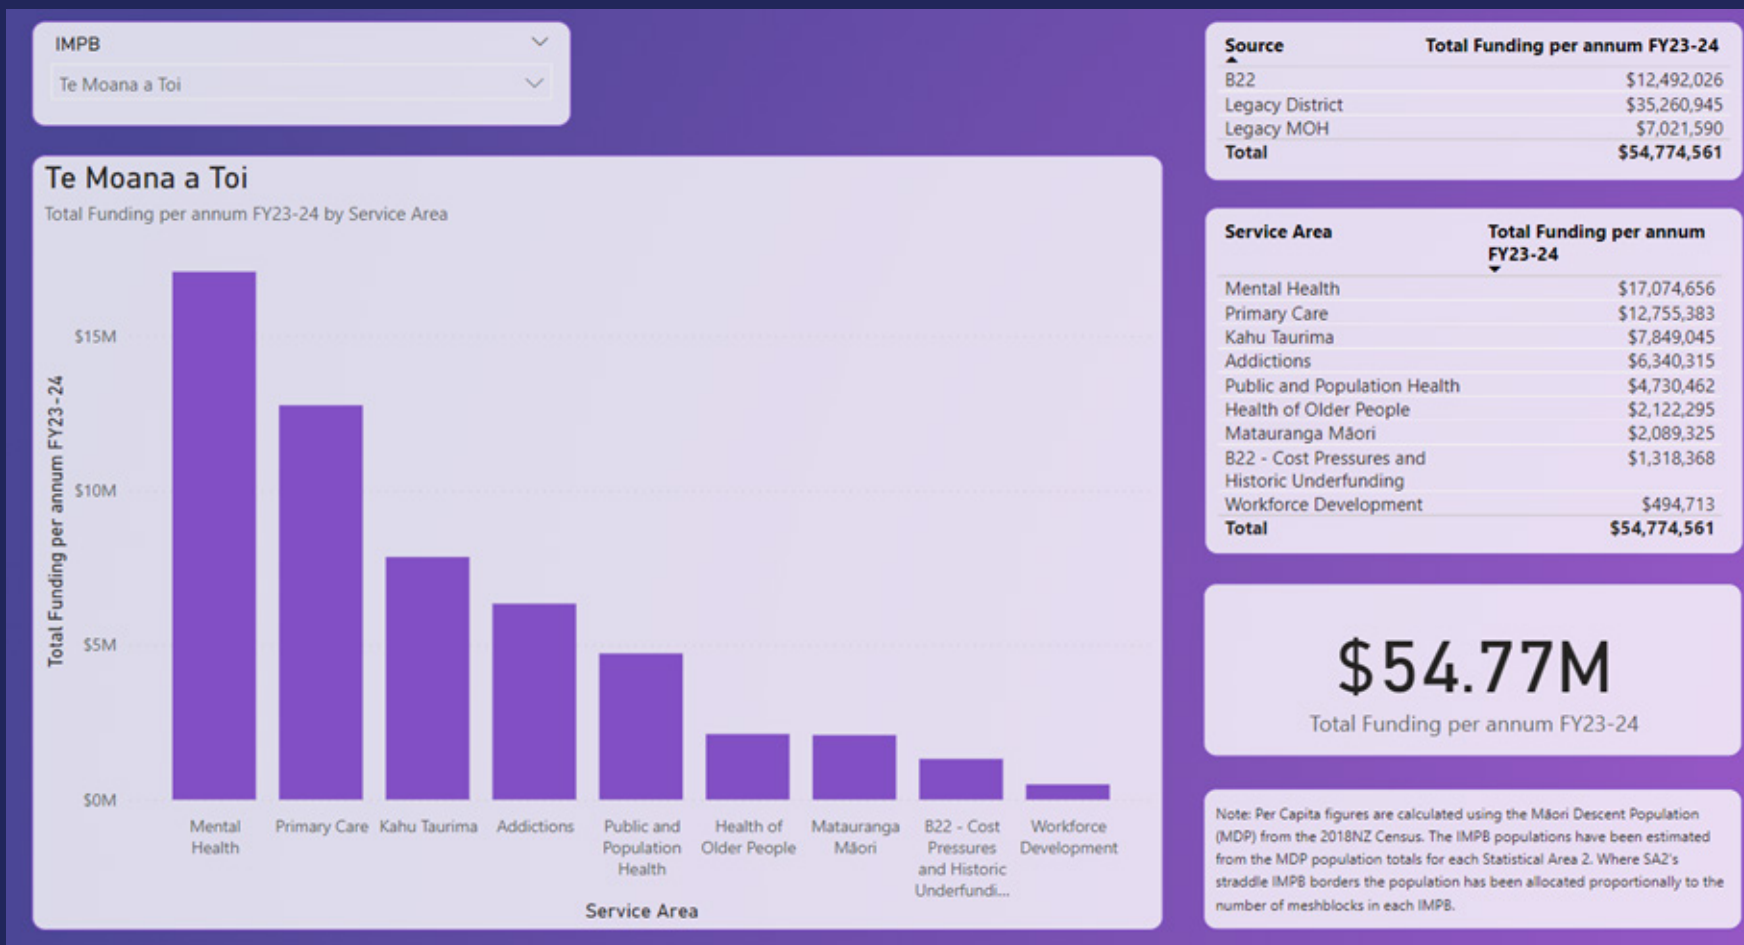 IMPB
Te Moana a Toi
Te Moana a Toi
Total Funding per annum FY23-24 by Service Area
Total Funding per annum FY23-24
$15M
$10M
$5M
$0M
Mental
Health
Primary Care
Kahu Taurima
Addictions
Public and
Population
Health
Health of
Older People
Matauranga
Māori
B22 - Cost
Pressures
and Historic
Underfundi...
Workforce
Development
Service Area
Source Total Funding per annum FY23-24
B22 $12,492,026
Legacy District $35,260,945
Legacy MOH $7,021,590
Total $54,774,561
Service Area Total Funding per annum
FY23-24
Mental Health $17,074,656
Primary Care $12,755,383
Kahu Taurima $7,849,045
Addictions $6,340,315
Public and Population Health $4,730,462
Health of Older People $2,122,295
Matauranga Māori $2,089,325
B22 - Cost Pressures and $1,318,368
Historic Underfunding
Workforce Development $494,713
Total $54,774,561
$54.77M
Total Funding per annum FY23-24
Note: Per Capita figures are calculated using the Māori Descent Population
(MDP) from the 2018NZ Census. The IMPB populations have been estimated
from the MDP population totals for each Statistical Area 2. Where SA2's
straddle IMPB borders the population has been allocated proportionally to the
number of meshblocks in each IMPB.